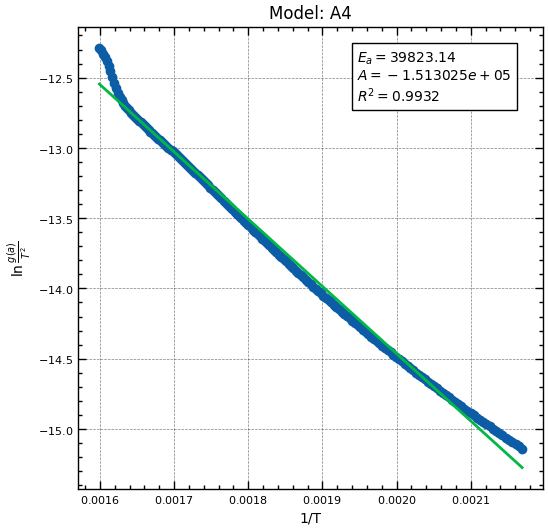 Model: A4
E_a = 39823.14
A = −1.513025e + 05
R² = 0.9932
−12.5
−13.0
−13.5
−14.0
−14.5
−15.0
ln g(a)/T²
0.0016 0.0017 0.0018 0.0019 0.0020 0.0021
1/T